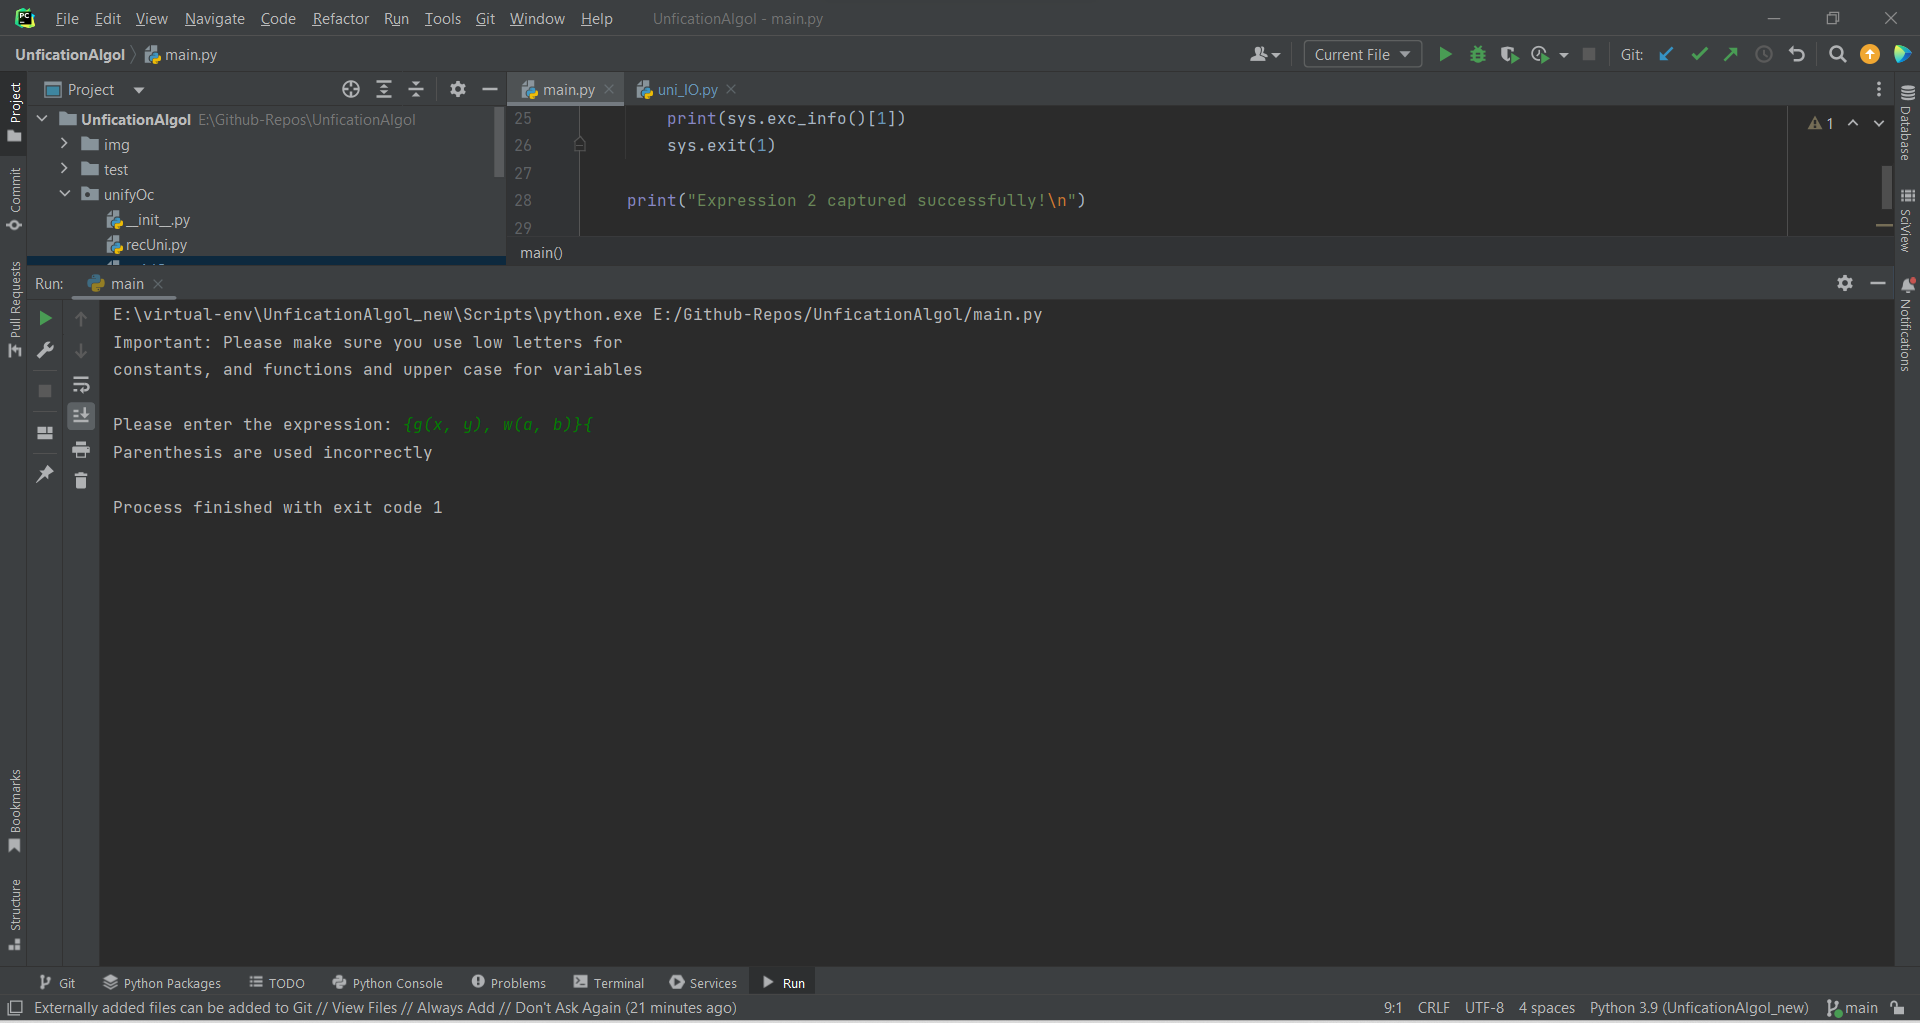 File Edit View Navigate Code Refactor Run Tools Git Window Help UnficationAlgol - main.py
UnficationAlgol main.py Current File Git:
Project main.py uni_IO.py
UnficationAlgol E:\Github-Repos\UnficationAlgol
img
test
unifyOc
__init__.py
recUni.py
25 print(sys.exc_info()[1])
26 sys.exit(1)
27
28 print("Expression 2 captured successfully!\n")
29
main()
1
Project
Commit
Pull Requests
Bookmarks
Structure
Database
SciView
Notifications
Run: main
E:\virtual-env\UnficationAlgol_new\Scripts\python.exe E:/Github-Repos/UnficationAlgol/main.py
Important: Please make sure you use low letters for
constants, and functions and upper case for variables
Please enter the expression: {g(x, y), w(a, b)}{
Parenthesis are used incorrectly
Process finished with exit code 1
Git Python Packages TODO Python Console Problems Terminal Services Run
Externally added files can be added to Git // View Files // Always Add // Don't Ask Again (21 minutes ago) 9:1 CRLF UTF-8 4 spaces Python 3.9 (UnficationAlgol_new) main